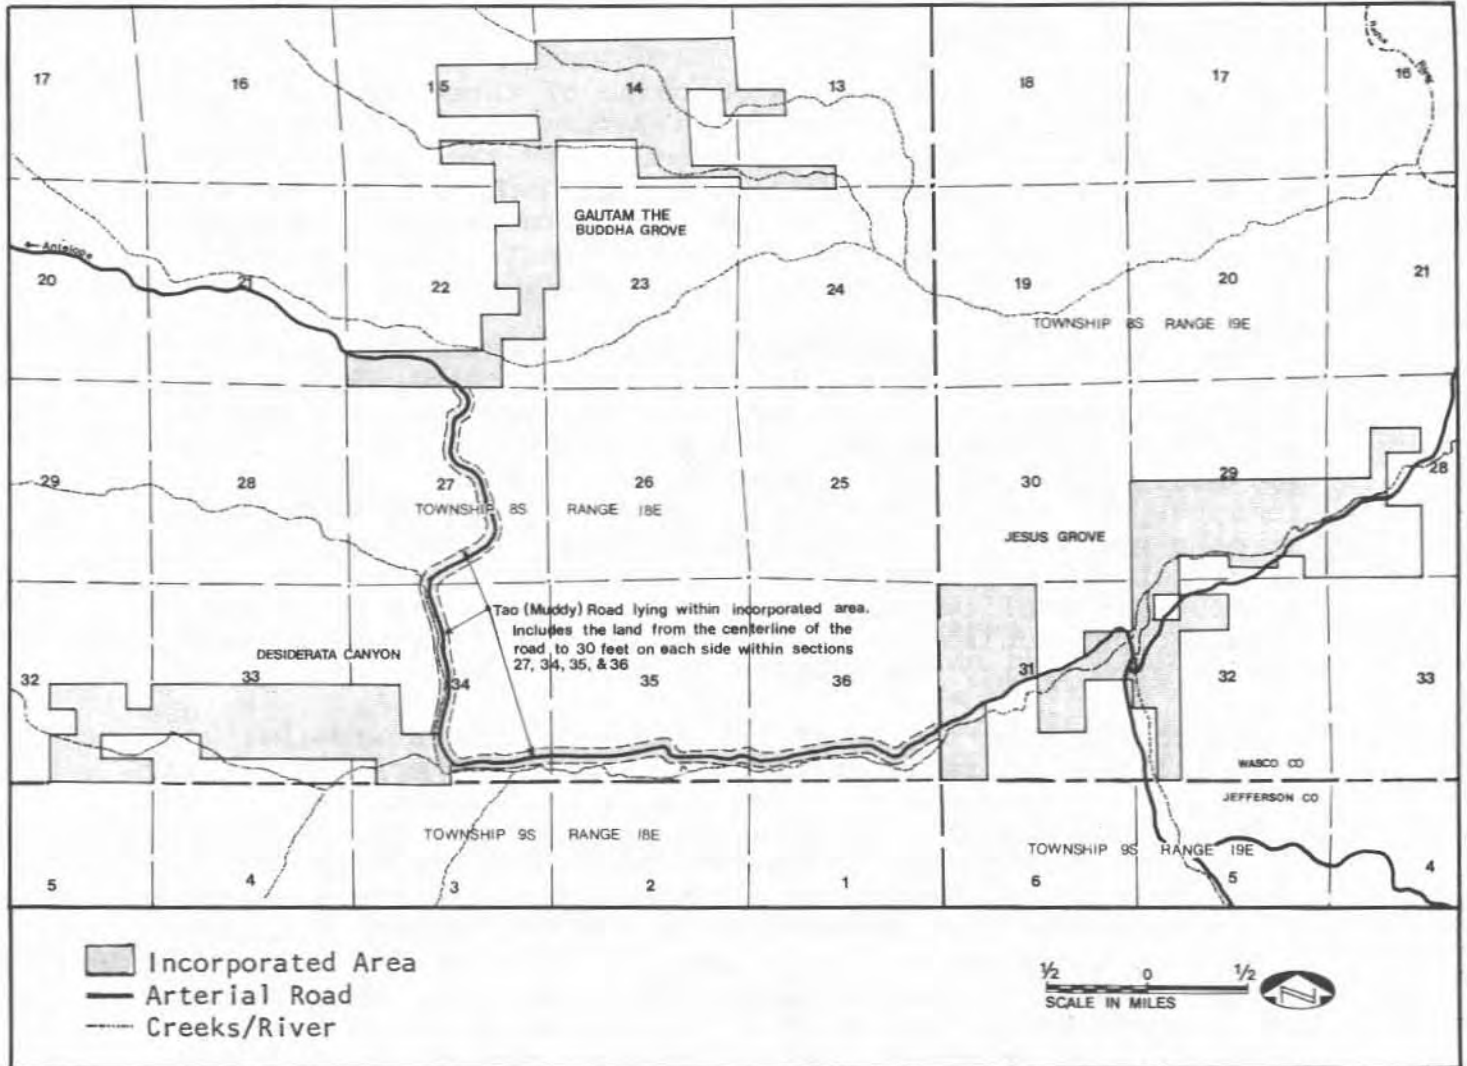 17 16 15 14 13 18 17 16
River
GAUTAM THE
BUDDHA GROVE
Antelope
20 21 22 23 24 19 20 21
TOWNSHIP 8S RANGE 19E
29 28 27 26 25 30 29 28
TOWNSHIP 8S RANGE 18E
JESUS GROVE
Tao (Muddy) Road lying within incorporated area.
Includes the land from the centerline of the
road to 30 feet on each side within sections
27, 34, 35, & 36
DESIDERATA CANYON
32 33 34 35 36 31 32 33
WASCO CO
JEFFERSON CO
TOWNSHIP 9S RANGE 18E
TOWNSHIP 9S RANGE 19E
5 4 3 2 1 6 5 4
Incorporated Area
Arterial Road
Creeks/River
½ 0 ½
SCALE IN MILES
N